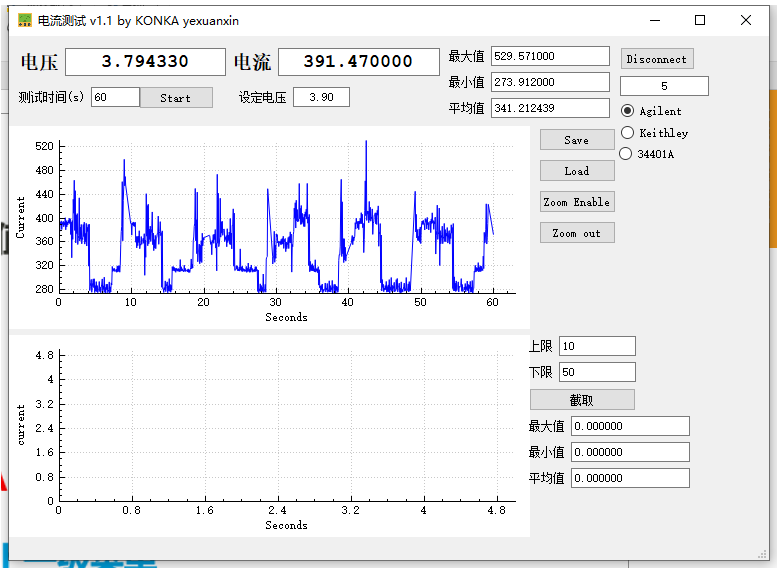 电流测试 v1.1 by KONKA yexuanxin
电压 3.794330 电流 391.470000
最大值 529.571000
最小值 273.912000
平均值 341.212439
Disconnect
5
测试时间(s) 60 Start 设定电压 3.90
Agilent
Keithley
34401A
Save
Load
Zoom Enable
Zoom out
Current
520
480
440
400
360
320
280
0 10 20 30 40 50 60
Seconds
上限 10
下限 50
截取
最大值 0.000000
最小值 0.000000
平均值 0.000000
current
4.8
4
3.2
2.4
1.6
0.8
0
0 0.8 1.6 2.4 3.2 4 4.8
Seconds